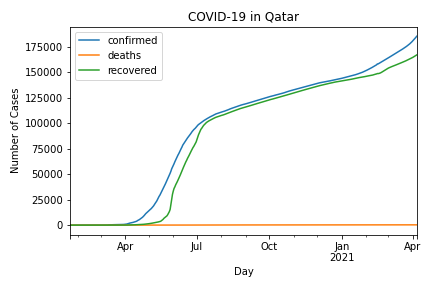 COVID-19 in Qatar
confirmed
deaths
recovered
Number of Cases
175000
150000
125000
100000
75000
50000
25000
0
Apr
Jul
Oct
Jan
2021
Apr
Day